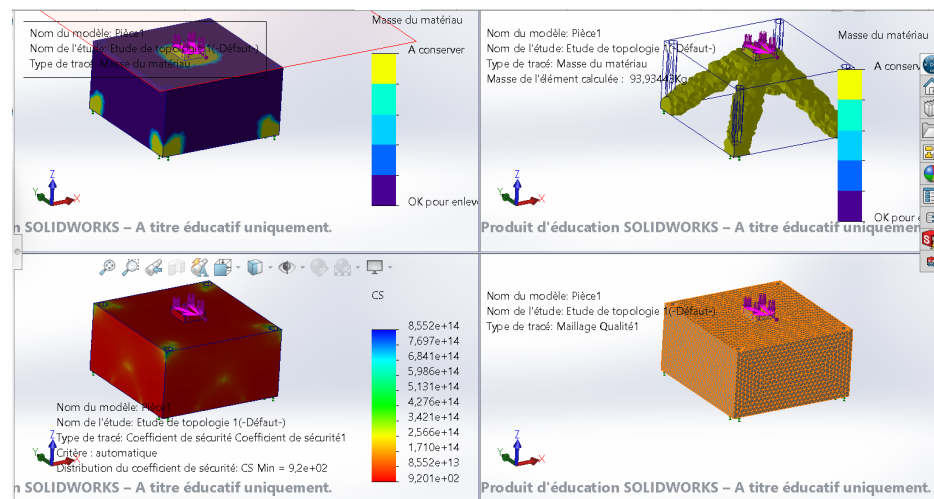 Masse du matériau
Nom du modèle: Pièce1
Nom de l'étude: Etude de topologie 1(-Défaut-)
Type de tracé: Masse du matériau
A conserver
OK pour enlev
Z
Y
X
n SOLIDWORKS – A titre éducatif uniquement.
Nom du modèle: Pièce1
Nom de l'étude: Etude de topologie 1(-Défaut-)
Type de tracé: Masse du matériau
Masse de l'élément calculée :
Masse du matériau
A conserv
OK pour e
Z
Y
X
Produit d'éducation SOLIDWORKS – A titre éducatif uniquemen
CS
8,552e+14
7,697e+14
6,841e+14
5,986e+14
5,131e+14
4,276e+14
3,421e+14
2,566e+14
1,710e+14
8,552e+13
9,201e+02
Nom du modèle: Pièce1
Nom de l'étude: Etude de topologie 1(-Défaut-)
Type de tracé: Coefficient de sécurité Coefficient de sécurité1
Critère : automatique
Distribution du coefficient de sécurité: CS Min = 9,2e+02
Z
Y
X
n SOLIDWORKS – A titre éducatif uniquement.
Nom du modèle: Pièce1
Nom de l'étude: Etude de topologie 1(-Défaut-)
Type de tracé: Maillage Qualité1
Z
Y
X
Produit d'éducation SOLIDWORKS – A titre éducatif uniquement.